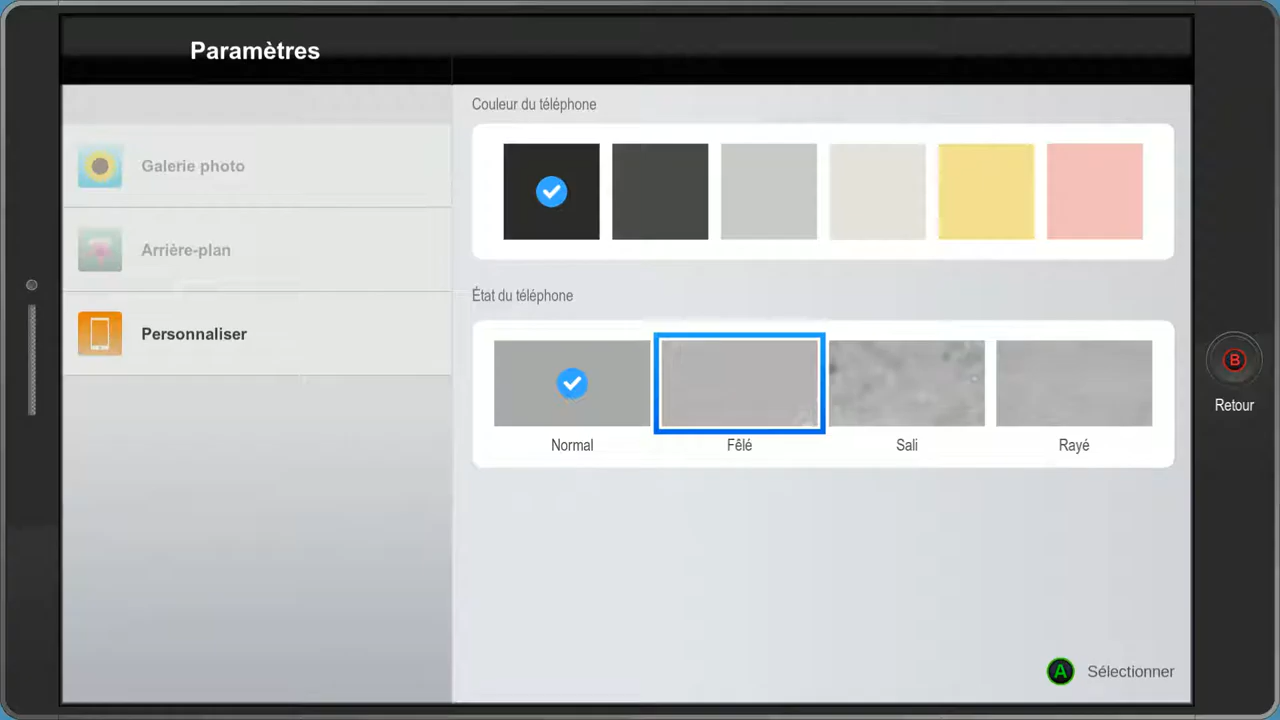 Paramètres
Galerie photo
Arrière-plan
Personnaliser
Couleur du téléphone
État du téléphone
Normal
Fêlé
Sali
Rayé
B
Retour
A Sélectionner